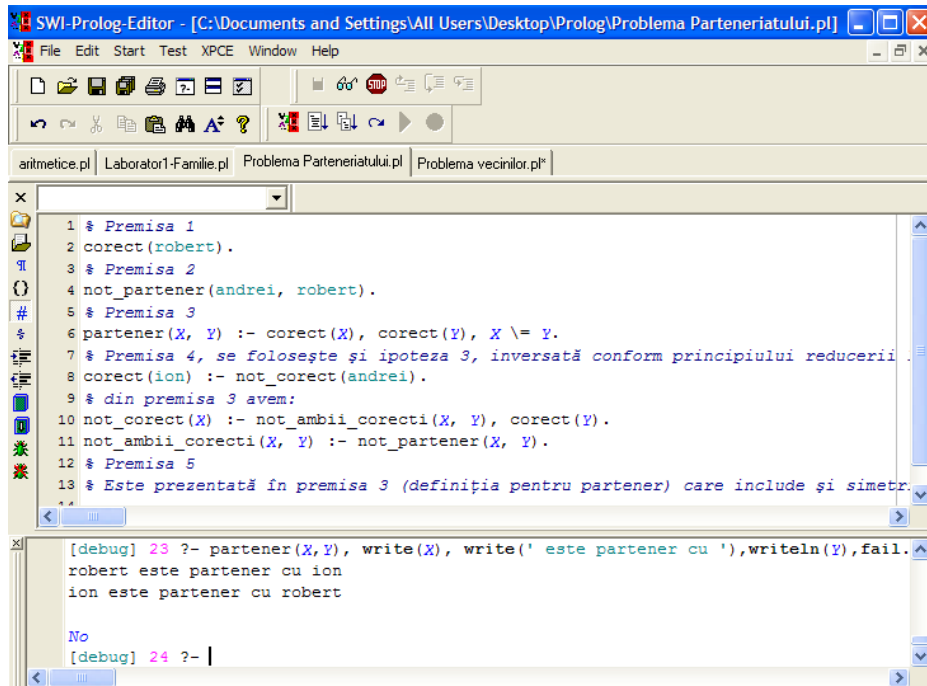 SWI-Prolog-Editor - [C:\Documents and Settings\All Users\Desktop\Prolog\Problema Parteneriatului.pl]
File Edit Start Test XPCE Window Help
aritmetice.pl Laborator1-Familie.pl Problema Parteneriatului.pl Problema vecinilor.pl*
1 % Premisa 1
2 corect(robert).
3 % Premisa 2
4 not_partener(andrei, robert).
5 % Premisa 3
6 partener(X, Y) :- corect(X), corect(Y), X \= Y.
7 % Premisa 4, se folosește și ipoteza 3, inversată conform principiului reducerii
8 corect(ion) :- not_corect(andrei).
9 % din premisa 3 avem:
10 not_corect(X) :- not_ambii_corecti(X, Y), corect(Y).
11 not_ambii_corecti(X, Y) :- not_partener(X, Y).
12 % Premisa 5
13 % Este prezentată în premisa 3 (definiția pentru partener) care include și simetr
14
[debug] 23 ?- partener(X,Y), write(X), write(' este partener cu '),writeln(Y),fail.
robert este partener cu ion
ion este partener cu robert
No
[debug] 24 ?-